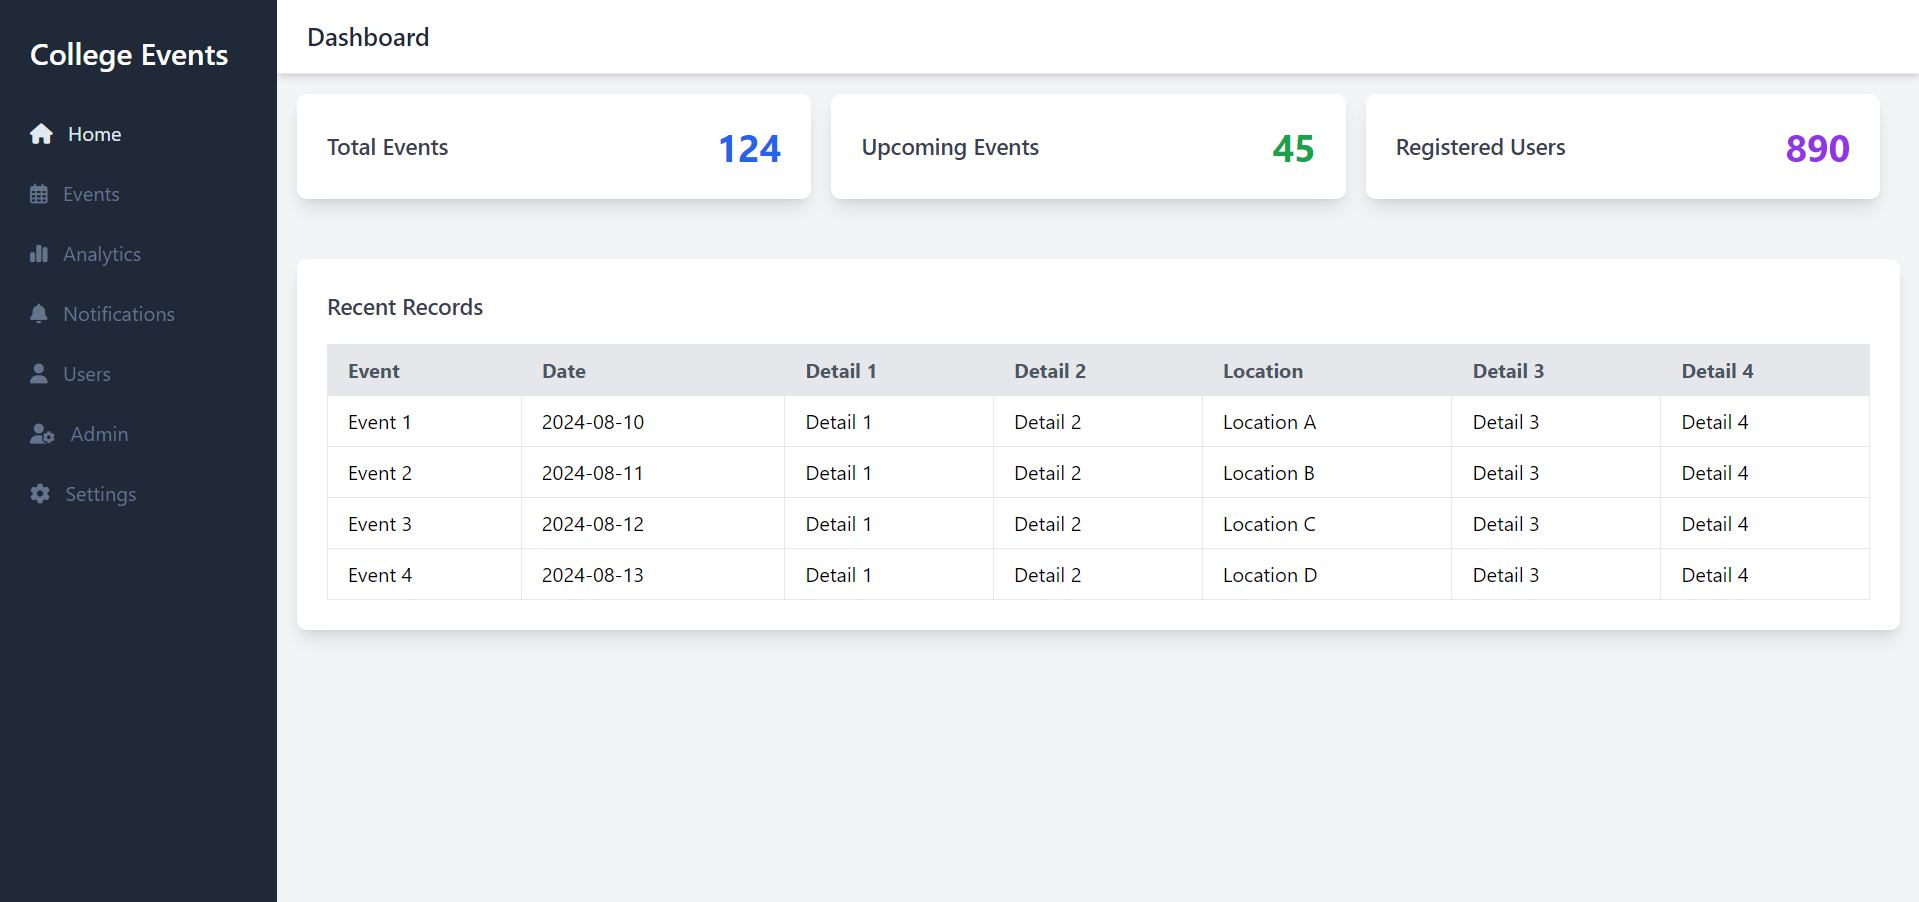 College Events
Home
Events
Analytics
Notifications
Users
Admin
Settings
Dashboard
Total Events 124
Upcoming Events 45
Registered Users 890
Recent Records
Event Date Detail 1 Detail 2 Location Detail 3 Detail 4
Event 1 2024-08-10 Detail 1 Detail 2 Location A Detail 3 Detail 4
Event 2 2024-08-11 Detail 1 Detail 2 Location B Detail 3 Detail 4
Event 3 2024-08-12 Detail 1 Detail 2 Location C Detail 3 Detail 4
Event 4 2024-08-13 Detail 1 Detail 2 Location D Detail 3 Detail 4